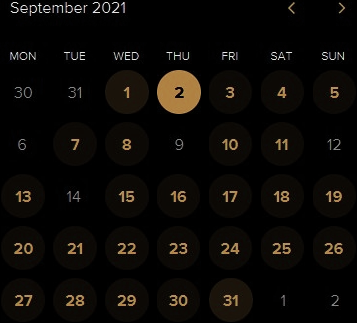 September 2021
MON TUE WED THU FRI SAT SUN
30 31 1 2 3 4 5
6 7 8 9 10 11 12
13 14 15 16 17 18 19
20 21 22 23 24 25 26
27 28 29 30 31 1 2